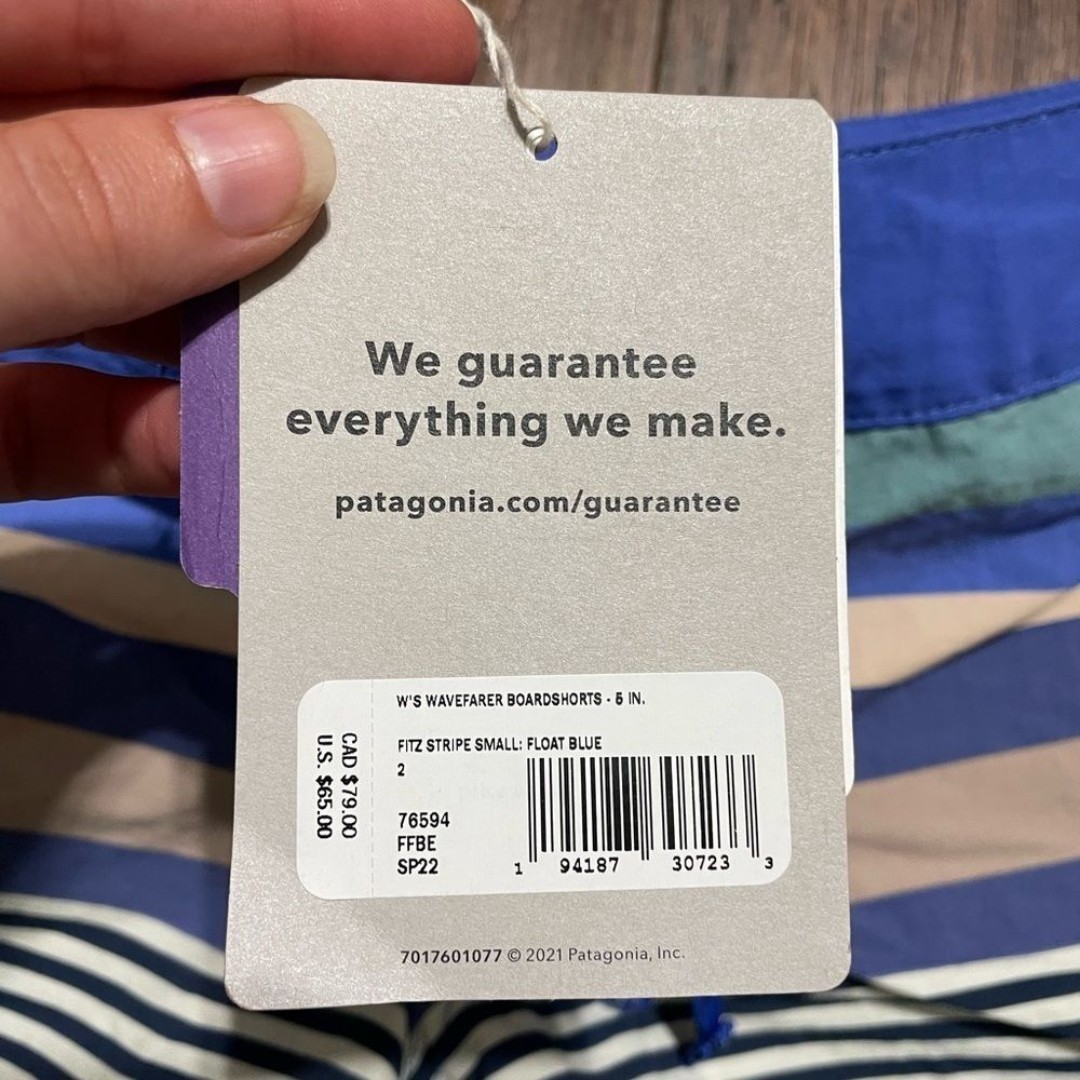 We guarantee
everything we make.
patagonia.com/guarantee
W'S WAVEFARER BOARDSHORTS - 5 IN.
FITZ STRIPE SMALL: FLOAT BLUE
2
76594
FFBE
SP22
1 94187 30723 3
CAD $79.00
U.S. $65.00
7017601077 © 2021 Patagonia, Inc.